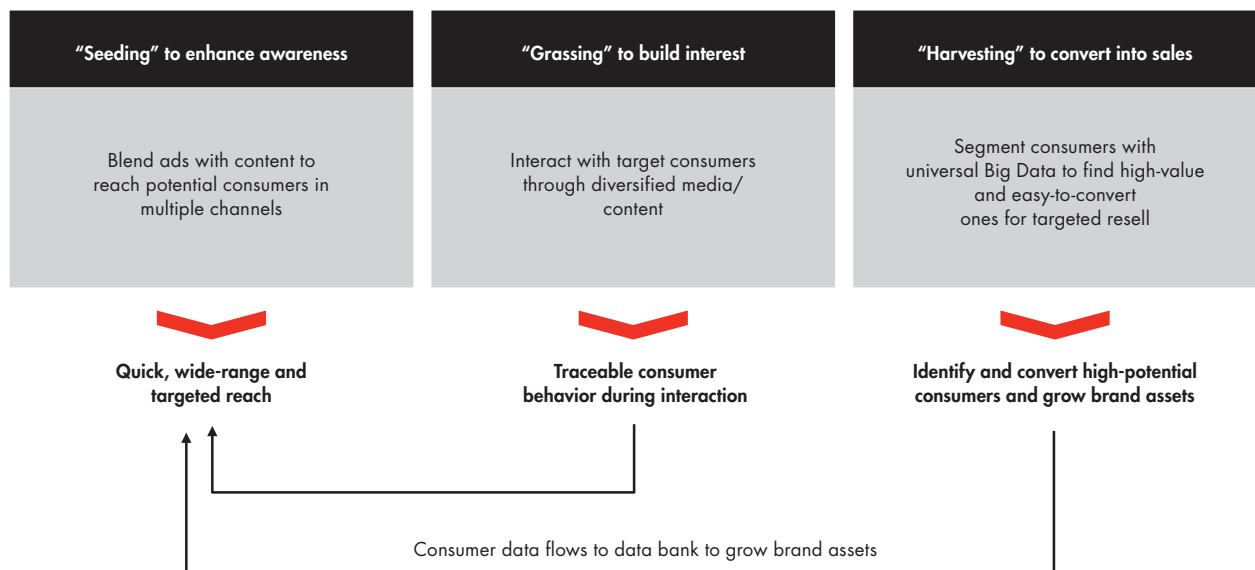 “Seeding” to enhance awareness
Blend ads with content to
reach potential consumers in
multiple channels
Quick, wide-range and
targeted reach
“Grassing” to build interest
Interact with target consumers
through diversified media/
content
Traceable consumer
behavior during interaction
“Harvesting” to convert into sales
Segment consumers with
universal Big Data to find high-value
and easy-to-convert
ones for targeted resell
Identify and convert high-potential
consumers and grow brand assets
Consumer data flows to data bank to grow brand assets